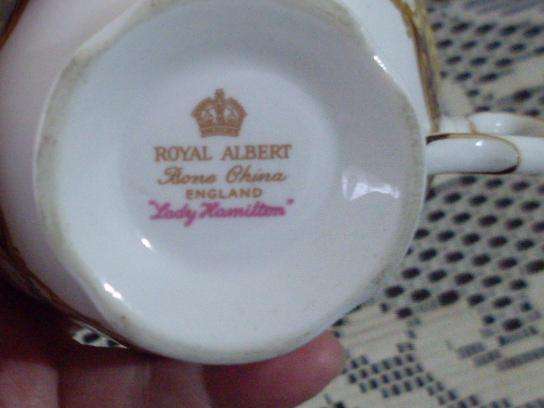 ROYAL ALBERT
Bone China
ENGLAND
"Lady Hamilton"